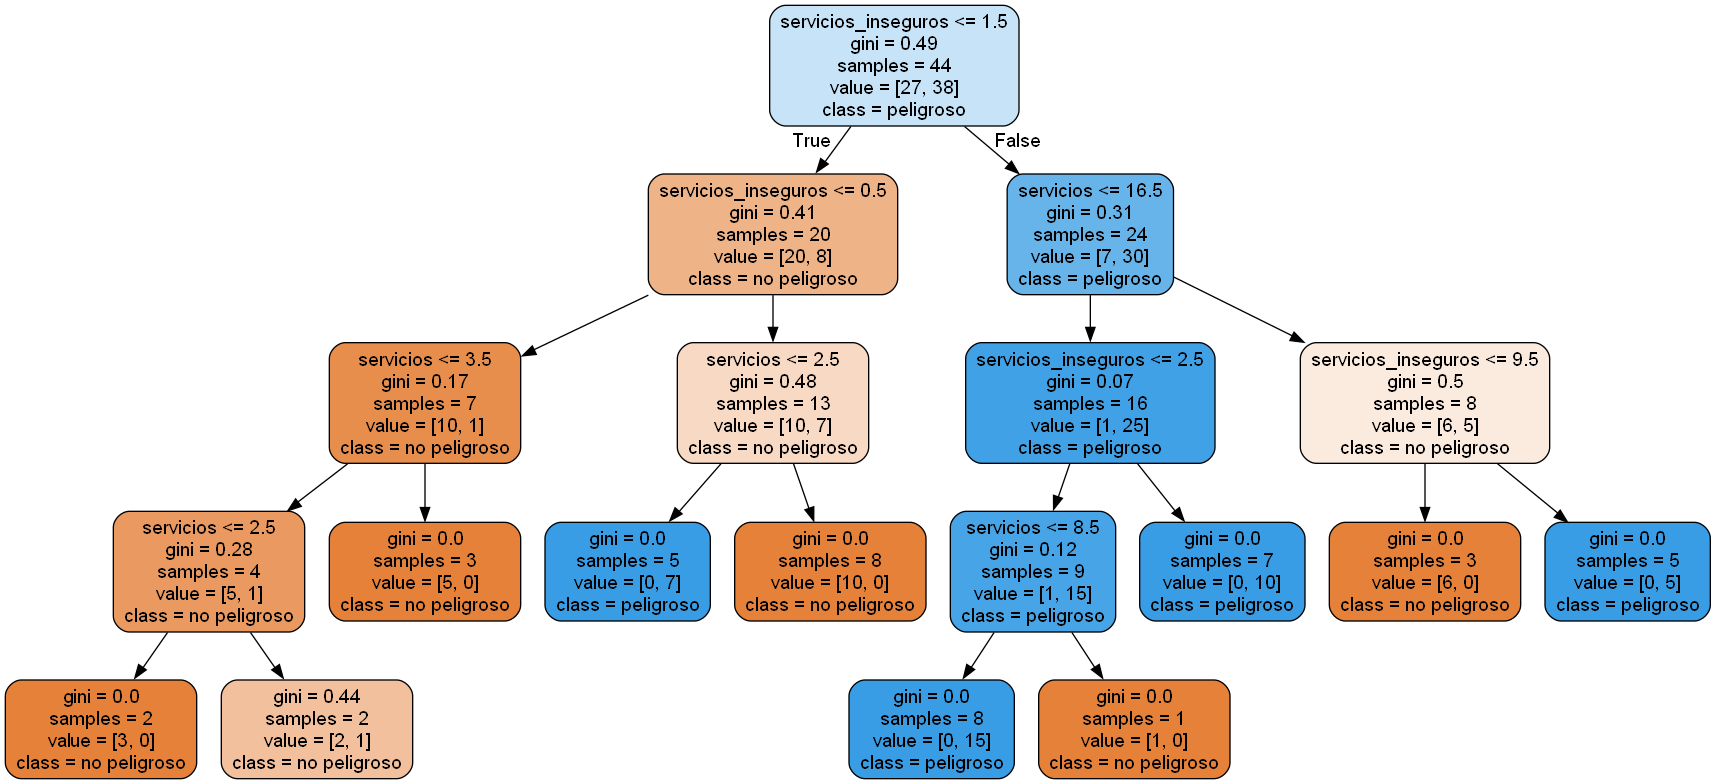 servicios_inseguros <= 1.5
gini = 0.49
samples = 44
value = [27, 38]
class = peligroso
True
False
servicios_inseguros <= 0.5
gini = 0.41
samples = 20
value = [20, 8]
class = no peligroso
servicios <= 16.5
gini = 0.31
samples = 24
value = [7, 30]
class = peligroso
servicios <= 3.5
gini = 0.17
samples = 7
value = [10, 1]
class = no peligroso
servicios <= 2.5
gini = 0.48
samples = 13
value = [10, 7]
class = no peligroso
servicios_inseguros <= 2.5
gini = 0.07
samples = 16
value = [1, 25]
class = peligroso
servicios_inseguros <= 9.5
gini = 0.5
samples = 8
value = [6, 5]
class = no peligroso
servicios <= 2.5
gini = 0.28
samples = 4
value = [5, 1]
class = no peligroso
gini = 0.0
samples = 3
value = [5, 0]
class = no peligroso
gini = 0.0
samples = 5
value = [0, 7]
class = peligroso
gini = 0.0
samples = 8
value = [10, 0]
class = no peligroso
servicios <= 8.5
gini = 0.12
samples = 9
value = [1, 15]
class = peligroso
gini = 0.0
samples = 7
value = [0, 10]
class = peligroso
gini = 0.0
samples = 3
value = [6, 0]
class = no peligroso
gini = 0.0
samples = 5
value = [0, 5]
class = peligroso
gini = 0.0
samples = 2
value = [3, 0]
class = no peligroso
gini = 0.44
samples = 2
value = [2, 1]
class = no peligroso
gini = 0.0
samples = 8
value = [0, 15]
class = peligroso
gini = 0.0
samples = 1
value = [1, 0]
class = no peligroso